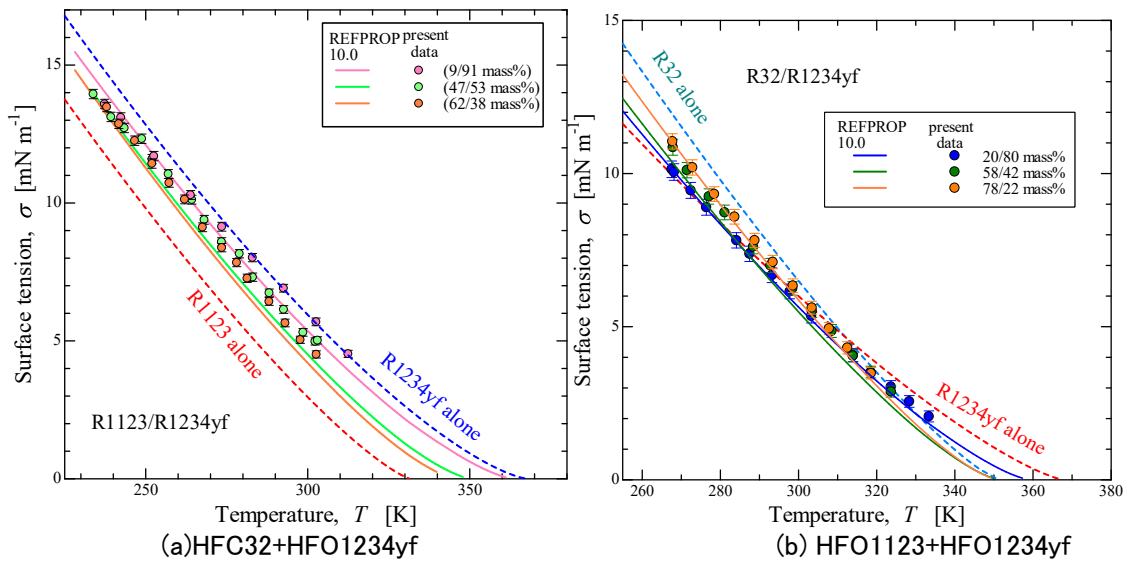 REFPROP present
10.0 data
(9/91 mass%)
(47/53 mass%)
(62/38 mass%)
15
10
5
0
Surface tension, σ [mN m⁻¹]
R1123 alone
R1234yf alone
R1123/R1234yf
250 300 350
Temperature, T [K]
(a)HFC32+HFO1234yf
R32 alone
R32/R1234yf
REFPROP present
10.0 data
20/80 mass%
58/42 mass%
78/22 mass%
15
10
5
0
Surface tension, σ [mN m⁻¹]
R1234yf alone
260 280 300 320 340 360 380
Temperature, T [K]
(b) HFO1123+HFO1234yf